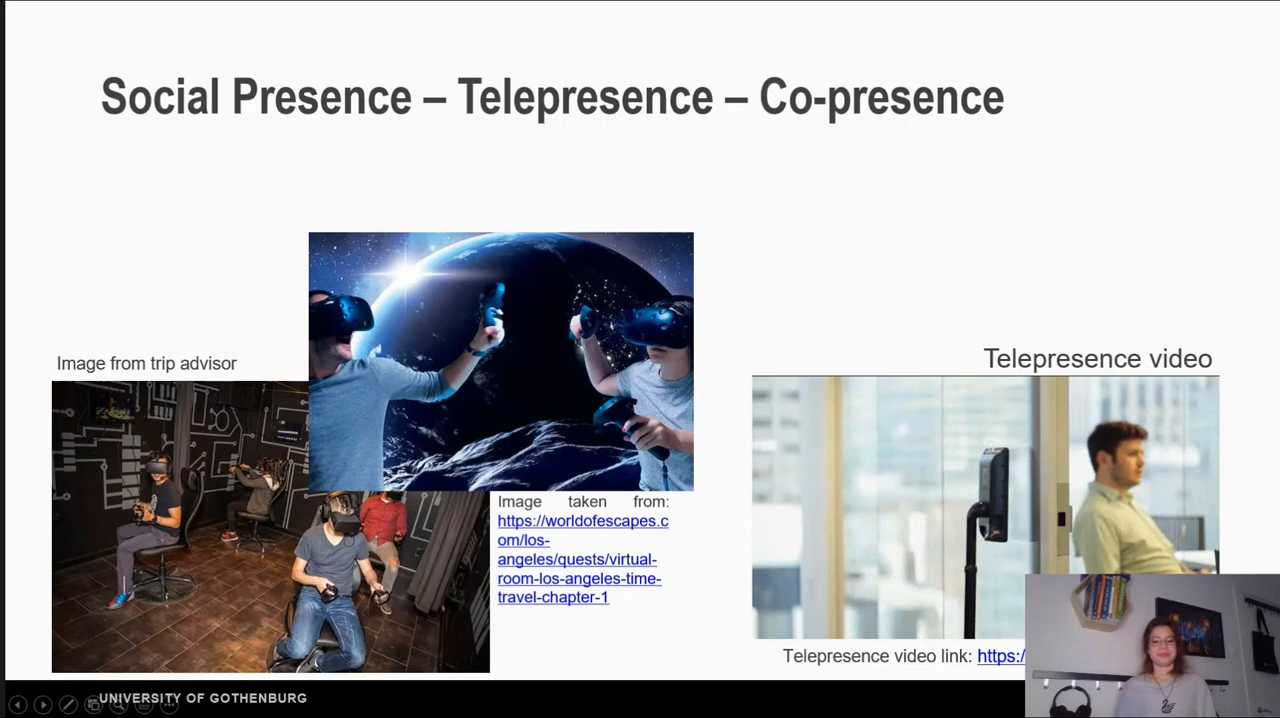 Social Presence – Telepresence – Co-presence
Image from trip advisor
Telepresence video
Image taken from:
https://worldofescapes.c
om/los-
angeles/quests/virtual-
room-los-angeles-time-
travel-chapter-1
Telepresence video link: https:/
UNIVERSITY OF GOTHENBURG